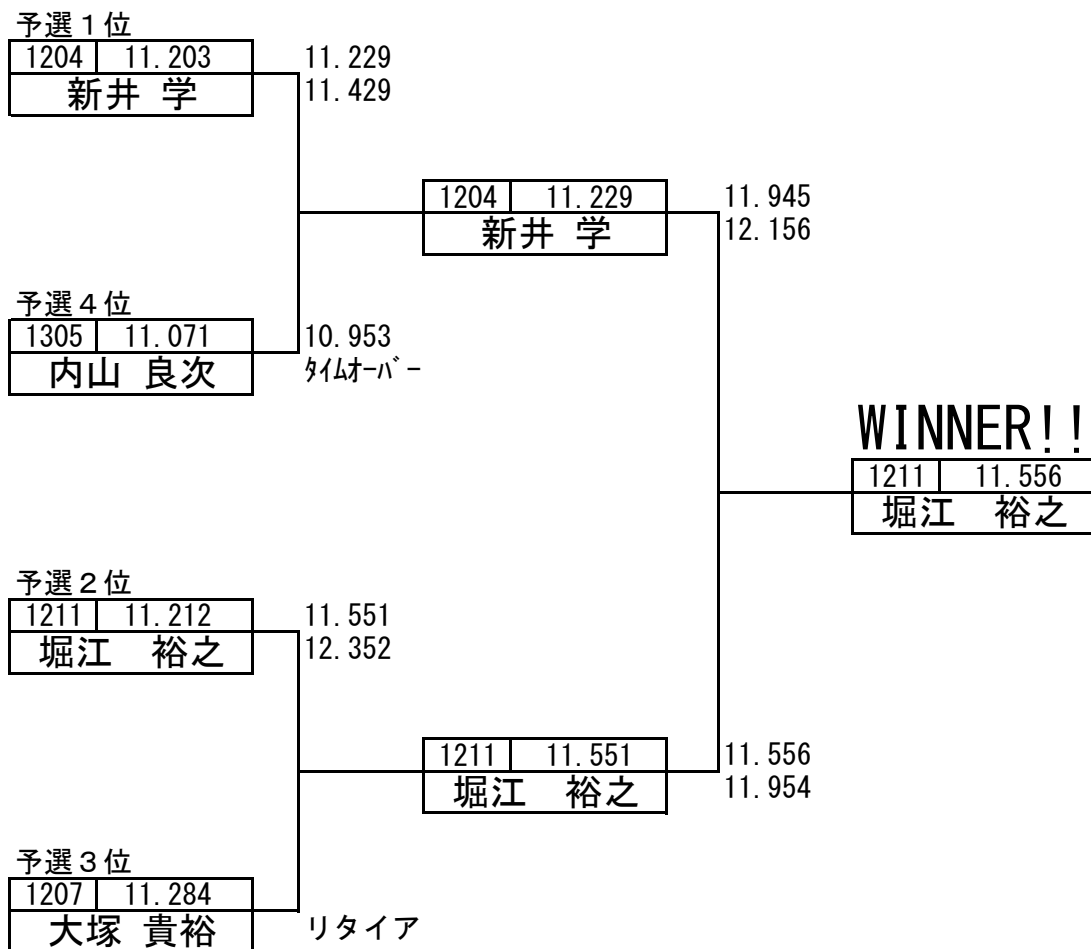 予選１位
1204 11.203
新井 学
11.229
11.429
1204 11.229
新井 学
11.945
12.156
予選４位
1305 11.071
内山 良次
10.953
ﾀｲﾑｵｰﾊﾞｰ
WINNER!!
1211 11.556
堀江　裕之
予選２位
1211 11.212
堀江　裕之
11.551
12.352
1211 11.551
堀江　裕之
11.556
11.954
予選３位
1207 11.284
大塚 貴裕
リタイア